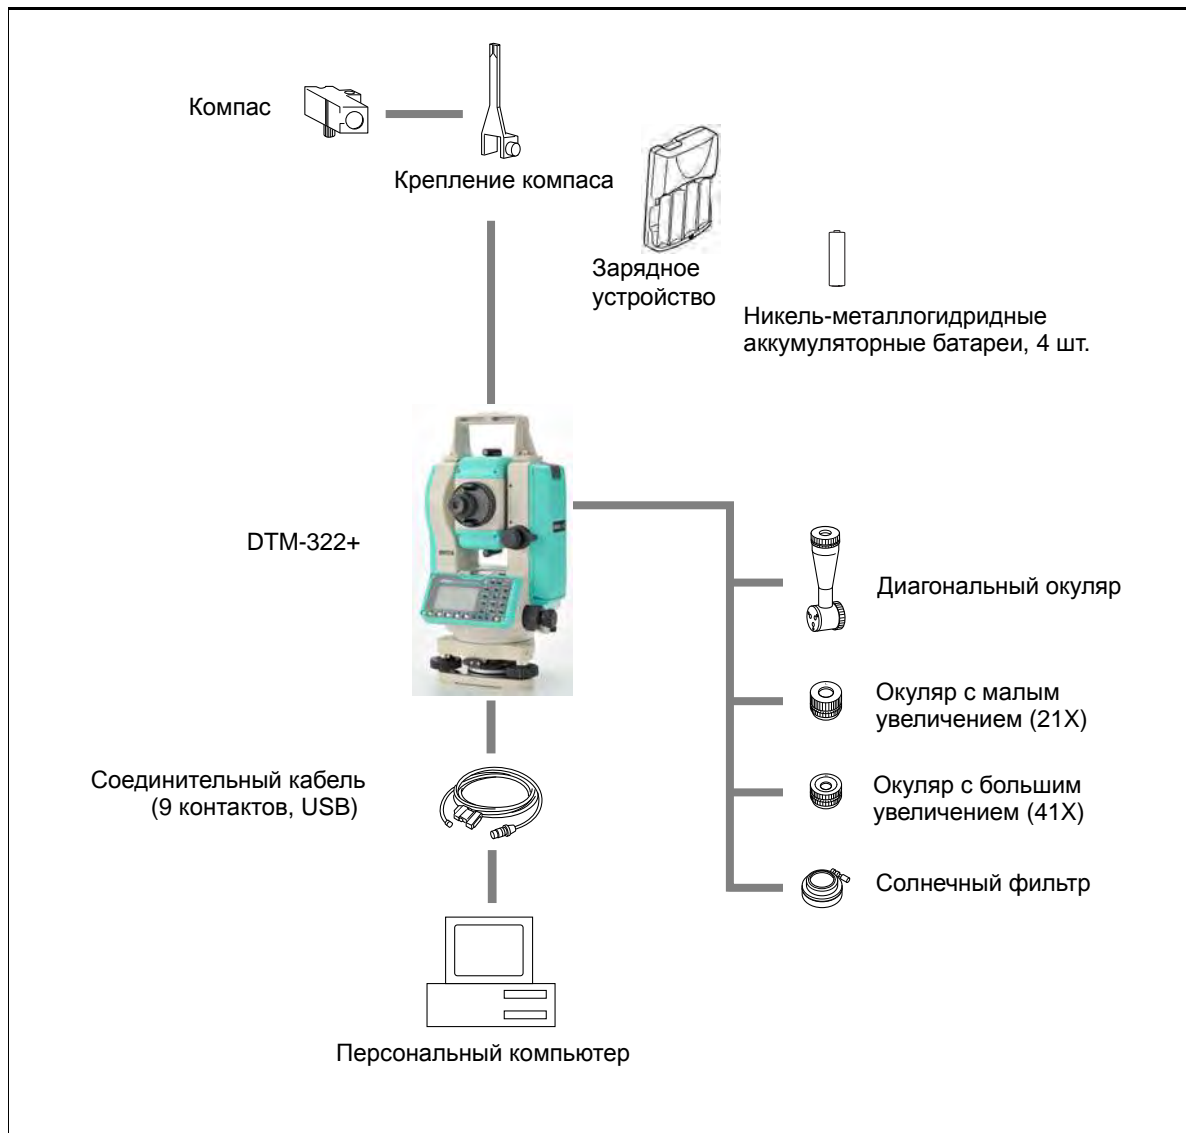 Компас
Крепление компаса
Зарядное
устройство
Никель-металлогидридные
аккумуляторные батареи, 4 шт.
DTM-322+
Диагональный окуляр
Окуляр с малым
увеличением (21X)
Соединительный кабель
(9 контактов, USB)
Окуляр с большим
увеличением (41X)
Солнечный фильтр
Персональный компьютер